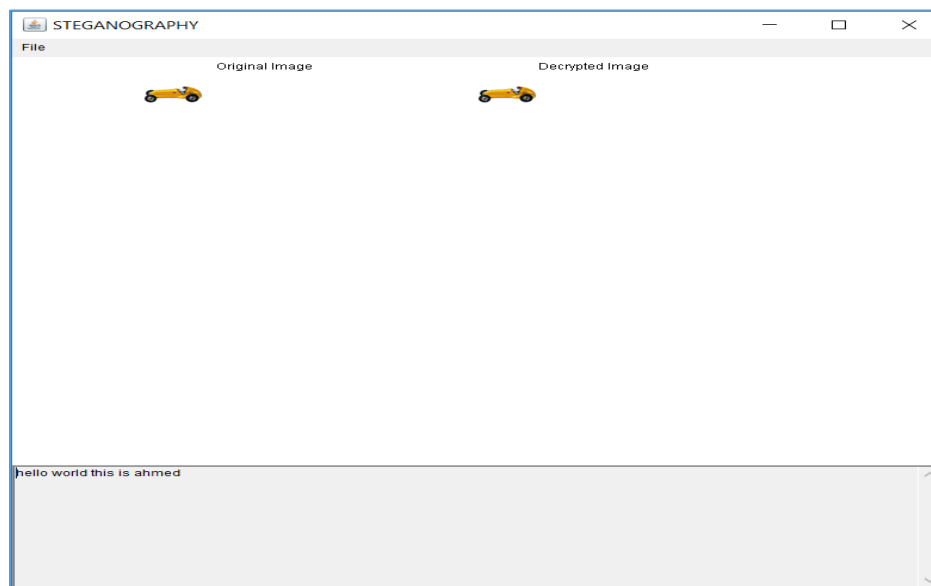 STEGANOGRAPHY
File
Original Image Decrypted Image
hello world this is ahmed